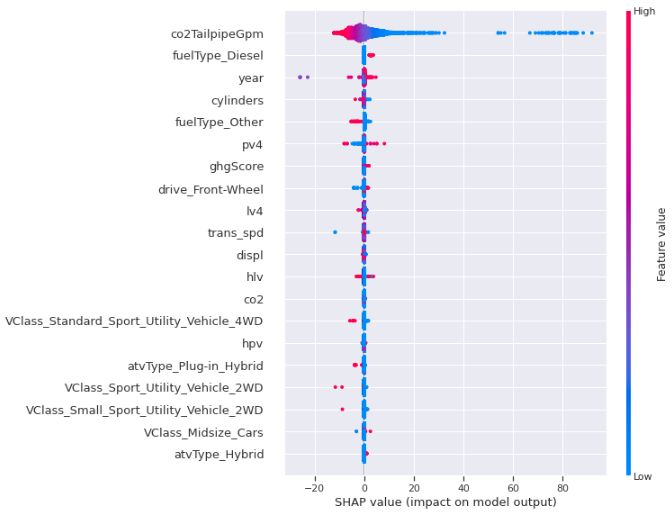 High
co2TailpipeGpm
fuelType_Diesel
year
cylinders
fuelType_Other
pv4
ghgScore
drive_Front-Wheel
lv4
trans_spd
displ
hlv
co2
VClass_Standard_Sport_Utility_Vehicle_4WD
hpv
atvType_Plug-in_Hybrid
VClass_Sport_Utility_Vehicle_2WD
VClass_Small_Sport_Utility_Vehicle_2WD
VClass_Midsize_Cars
atvType_Hybrid
Feature value
Low
−20 0 20 40 60 80
SHAP value (impact on model output)